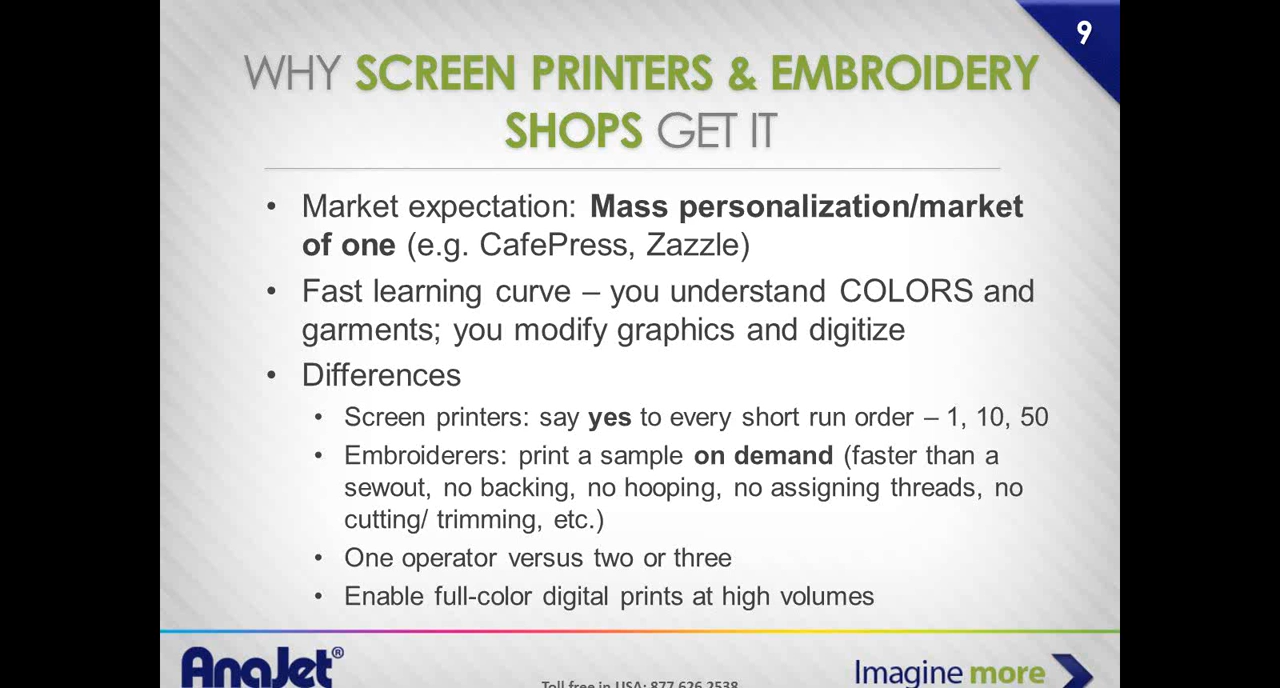 9
WHY SCREEN PRINTERS & EMBROIDERY
SHOPS GET IT
• Market expectation: Mass personalization/market
of one (e.g. CafePress, Zazzle)
• Fast learning curve – you understand COLORS and
garments; you modify graphics and digitize
• Differences
• Screen printers: say yes to every short run order – 1, 10, 50
• Embroiderers: print a sample on demand (faster than a
sewout, no backing, no hooping, no assigning threads, no
cutting/ trimming, etc.)
• One operator versus two or three
• Enable full-color digital prints at high volumes
AnaJet®
Toll free in USA: 877.626.2538
Imagine more